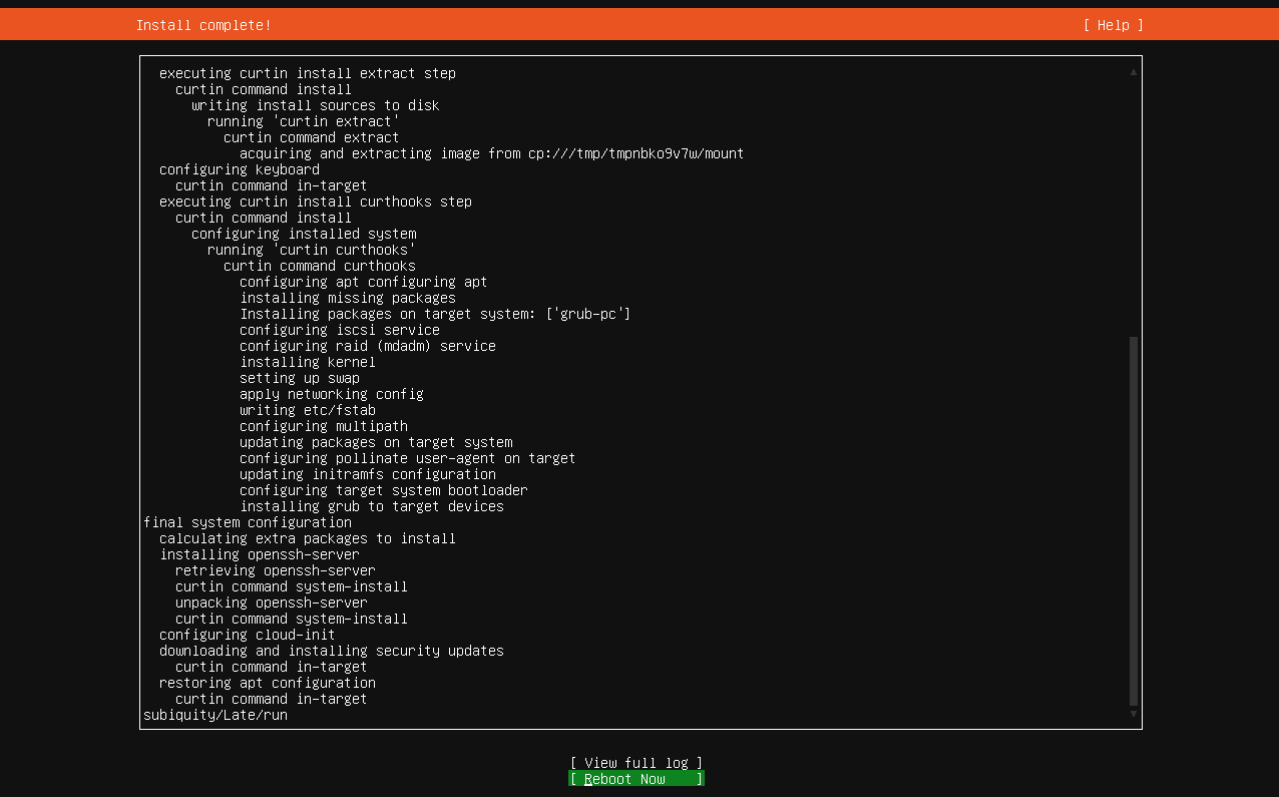 Install complete!
[ Help ]
executing curtin install extract step
curtin command install
writing install sources to disk
running 'curtin extract'
curtin command extract
acquiring and extracting image from cp:///tmp/tmpnbko9v7w/mount
configuring keyboard
curtin command in-target
executing curtin install curthooks step
curtin command install
configuring installed system
running 'curtin curthooks'
curtin command curthooks
configuring apt configuring apt
installing missing packages
Installing packages on target system: ['grub-pc']
configuring iscsi service
configuring raid (mdadm) service
installing kernel
setting up swap
apply networking config
writing etc/fstab
configuring multipath
updating packages on target system
configuring pollinate user-agent on target
updating initramfs configuration
configuring target system bootloader
installing grub to target devices
final system configuration
calculating extra packages to install
installing openssh-server
retrieving openssh-server
curtin command system-install
unpacking openssh-server
curtin command system-install
configuring cloud-init
downloading and installing security updates
curtin command in-target
restoring apt configuration
curtin command in-target
subiquity/Late/run
[ View full log ]
[ Reboot Now ]